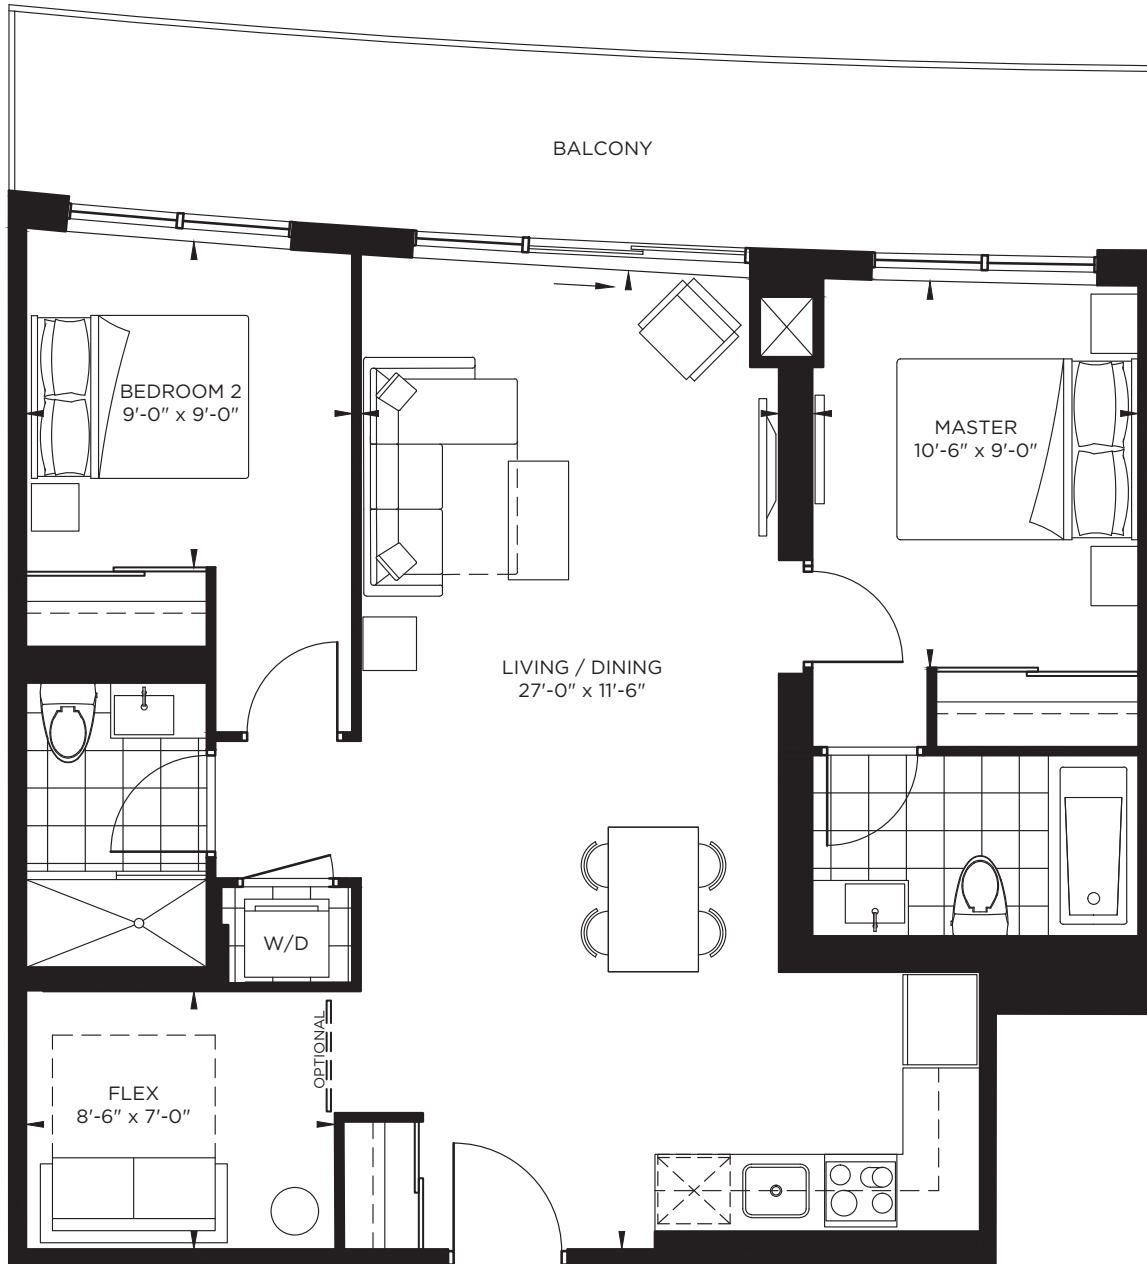 BALCONY
BEDROOM 2
9'-0" x 9'-0"
MASTER
10'-6" x 9'-0"
LIVING / DINING
27'-0" x 11'-6"
W/D
OPTIONAL
FLEX
8'-6" x 7'-0"